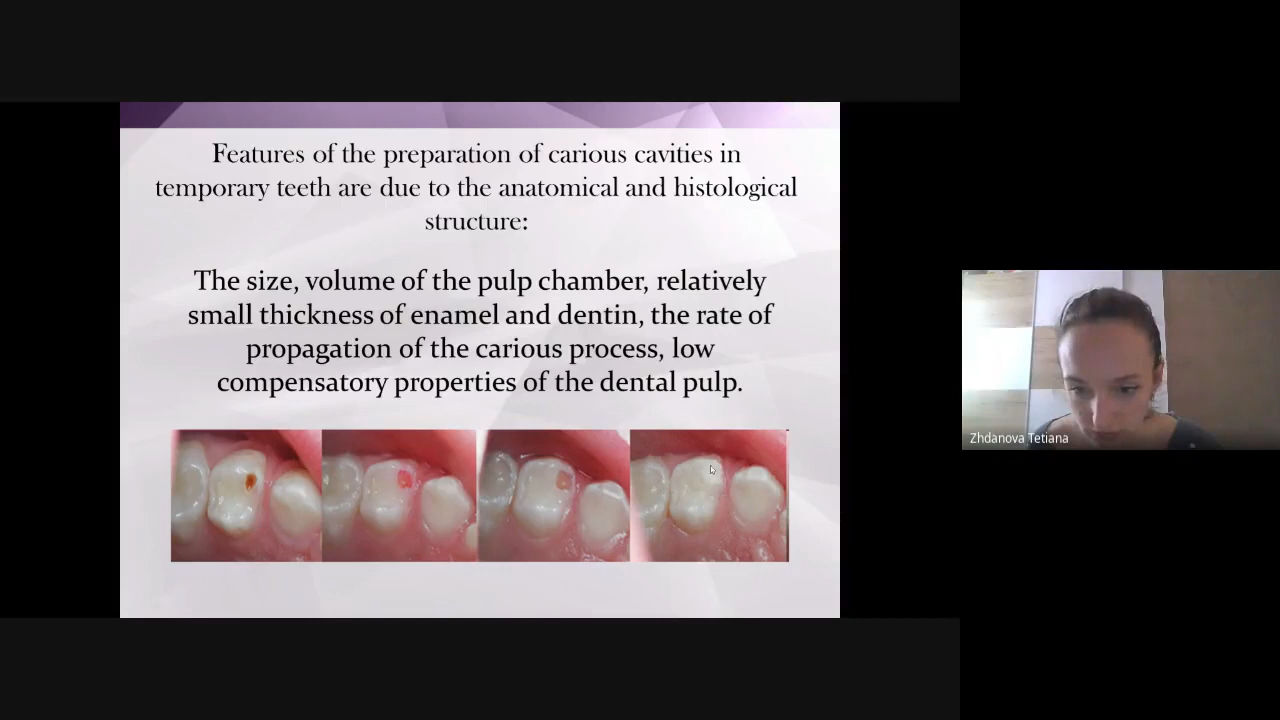 Features of the preparation of carious cavities in
temporary teeth are due to the anatomical and histological
structure:
The size, volume of the pulp chamber, relatively
small thickness of enamel and dentin, the rate of
propagation of the carious process, low
compensatory properties of the dental pulp.
Zhdanova Tetiana